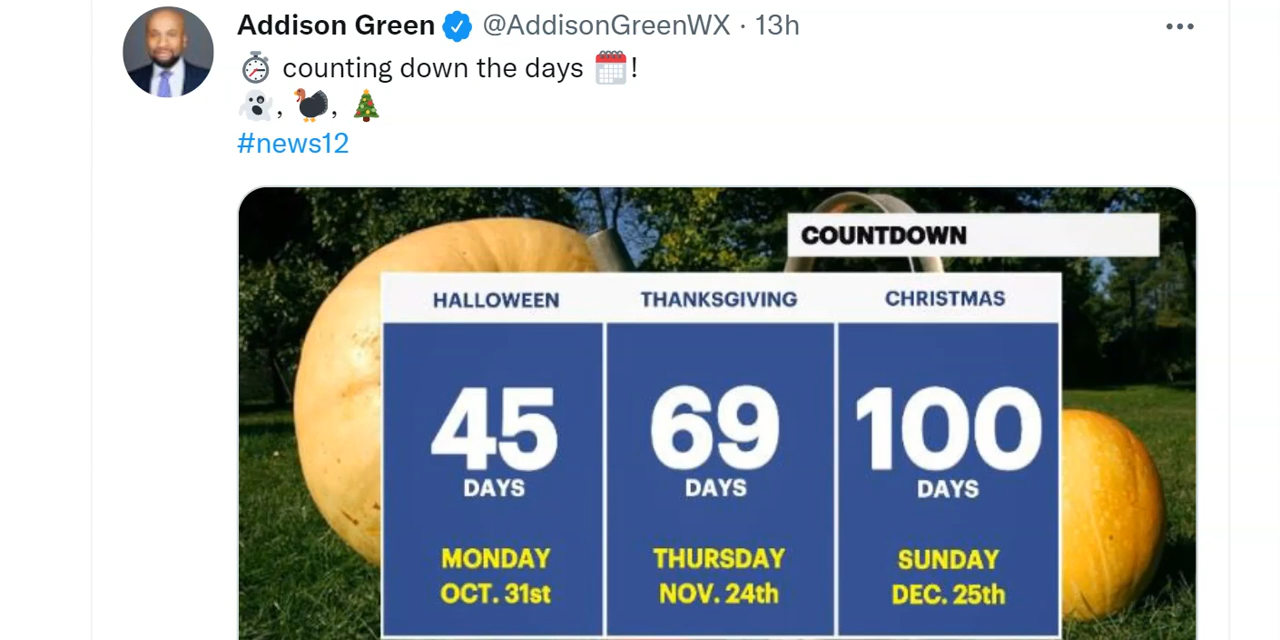 Addison Green @AddisonGreenWX · 13h
⏱ counting down the days 🗓!
👻, 🦃, 🎄
#news12
COUNTDOWN
HALLOWEEN THANKSGIVING CHRISTMAS
45 69 100
DAYS DAYS DAYS
MONDAY THURSDAY SUNDAY
OCT. 31st NOV. 24th DEC. 25th